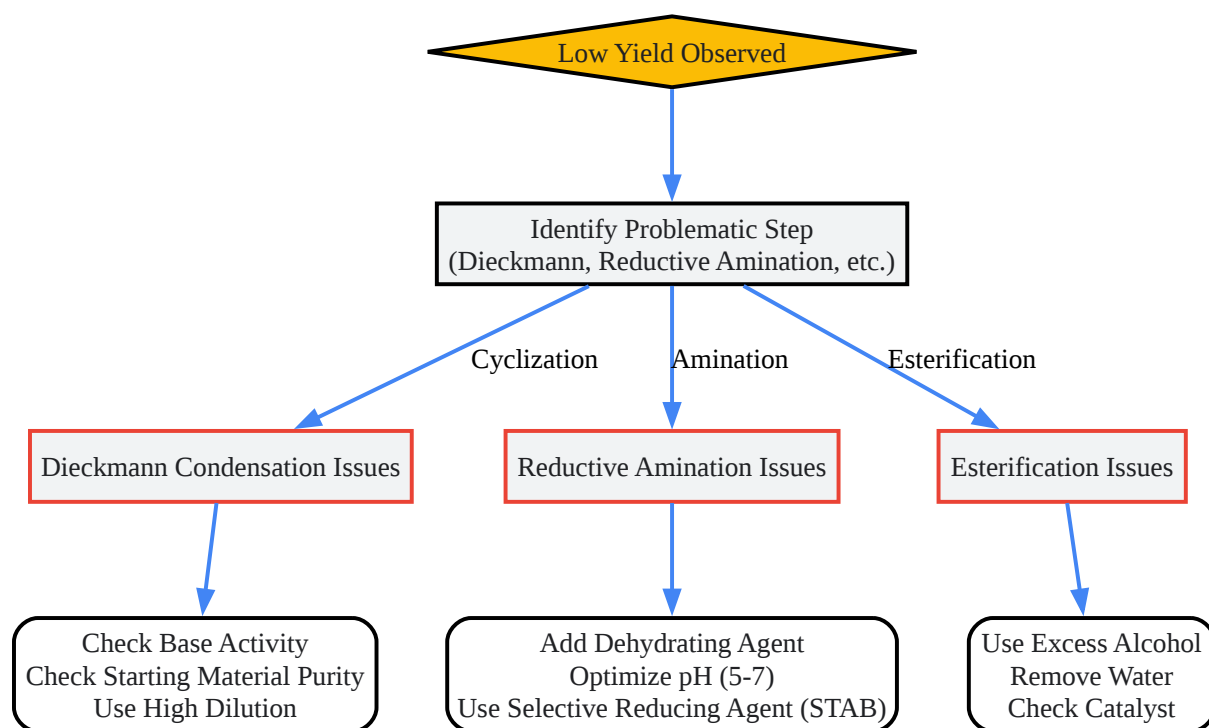 Low Yield Observed
Identify Problematic Step
(Dieckmann, Reductive Amination, etc.)
Cyclization
Amination
Esterification
Dieckmann Condensation Issues
Reductive Amination Issues
Esterification Issues
Check Base Activity
Check Starting Material Purity
Use High Dilution
Add Dehydrating Agent
Optimize pH (5-7)
Use Selective Reducing Agent (STAB)
Use Excess Alcohol
Remove Water
Check Catalyst